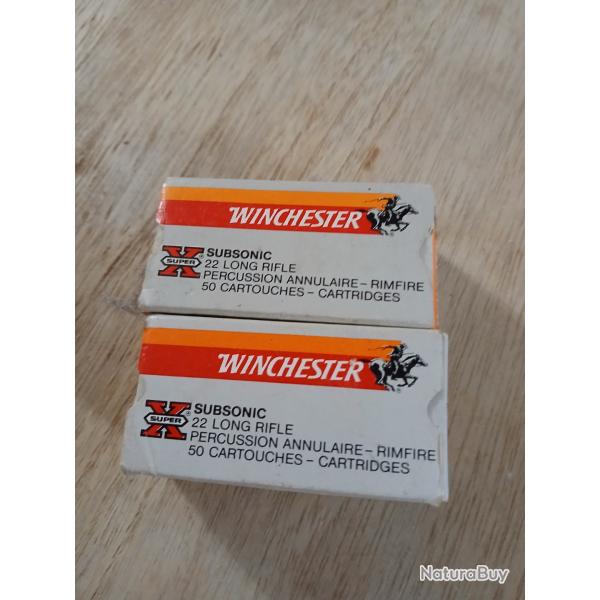 WINCHESTER
SUPER X
SUBSONIC
22 LONG RIFLE
PERCUSSION ANNULAIRE – RIMFIRE
50 CARTOUCHES – CARTRIDGES
WINCHESTER
SUPER X
SUBSONIC
22 LONG RIFLE
PERCUSSION ANNULAIRE – RIMFIRE
50 CARTOUCHES – CARTRIDGES
NaturaBuy